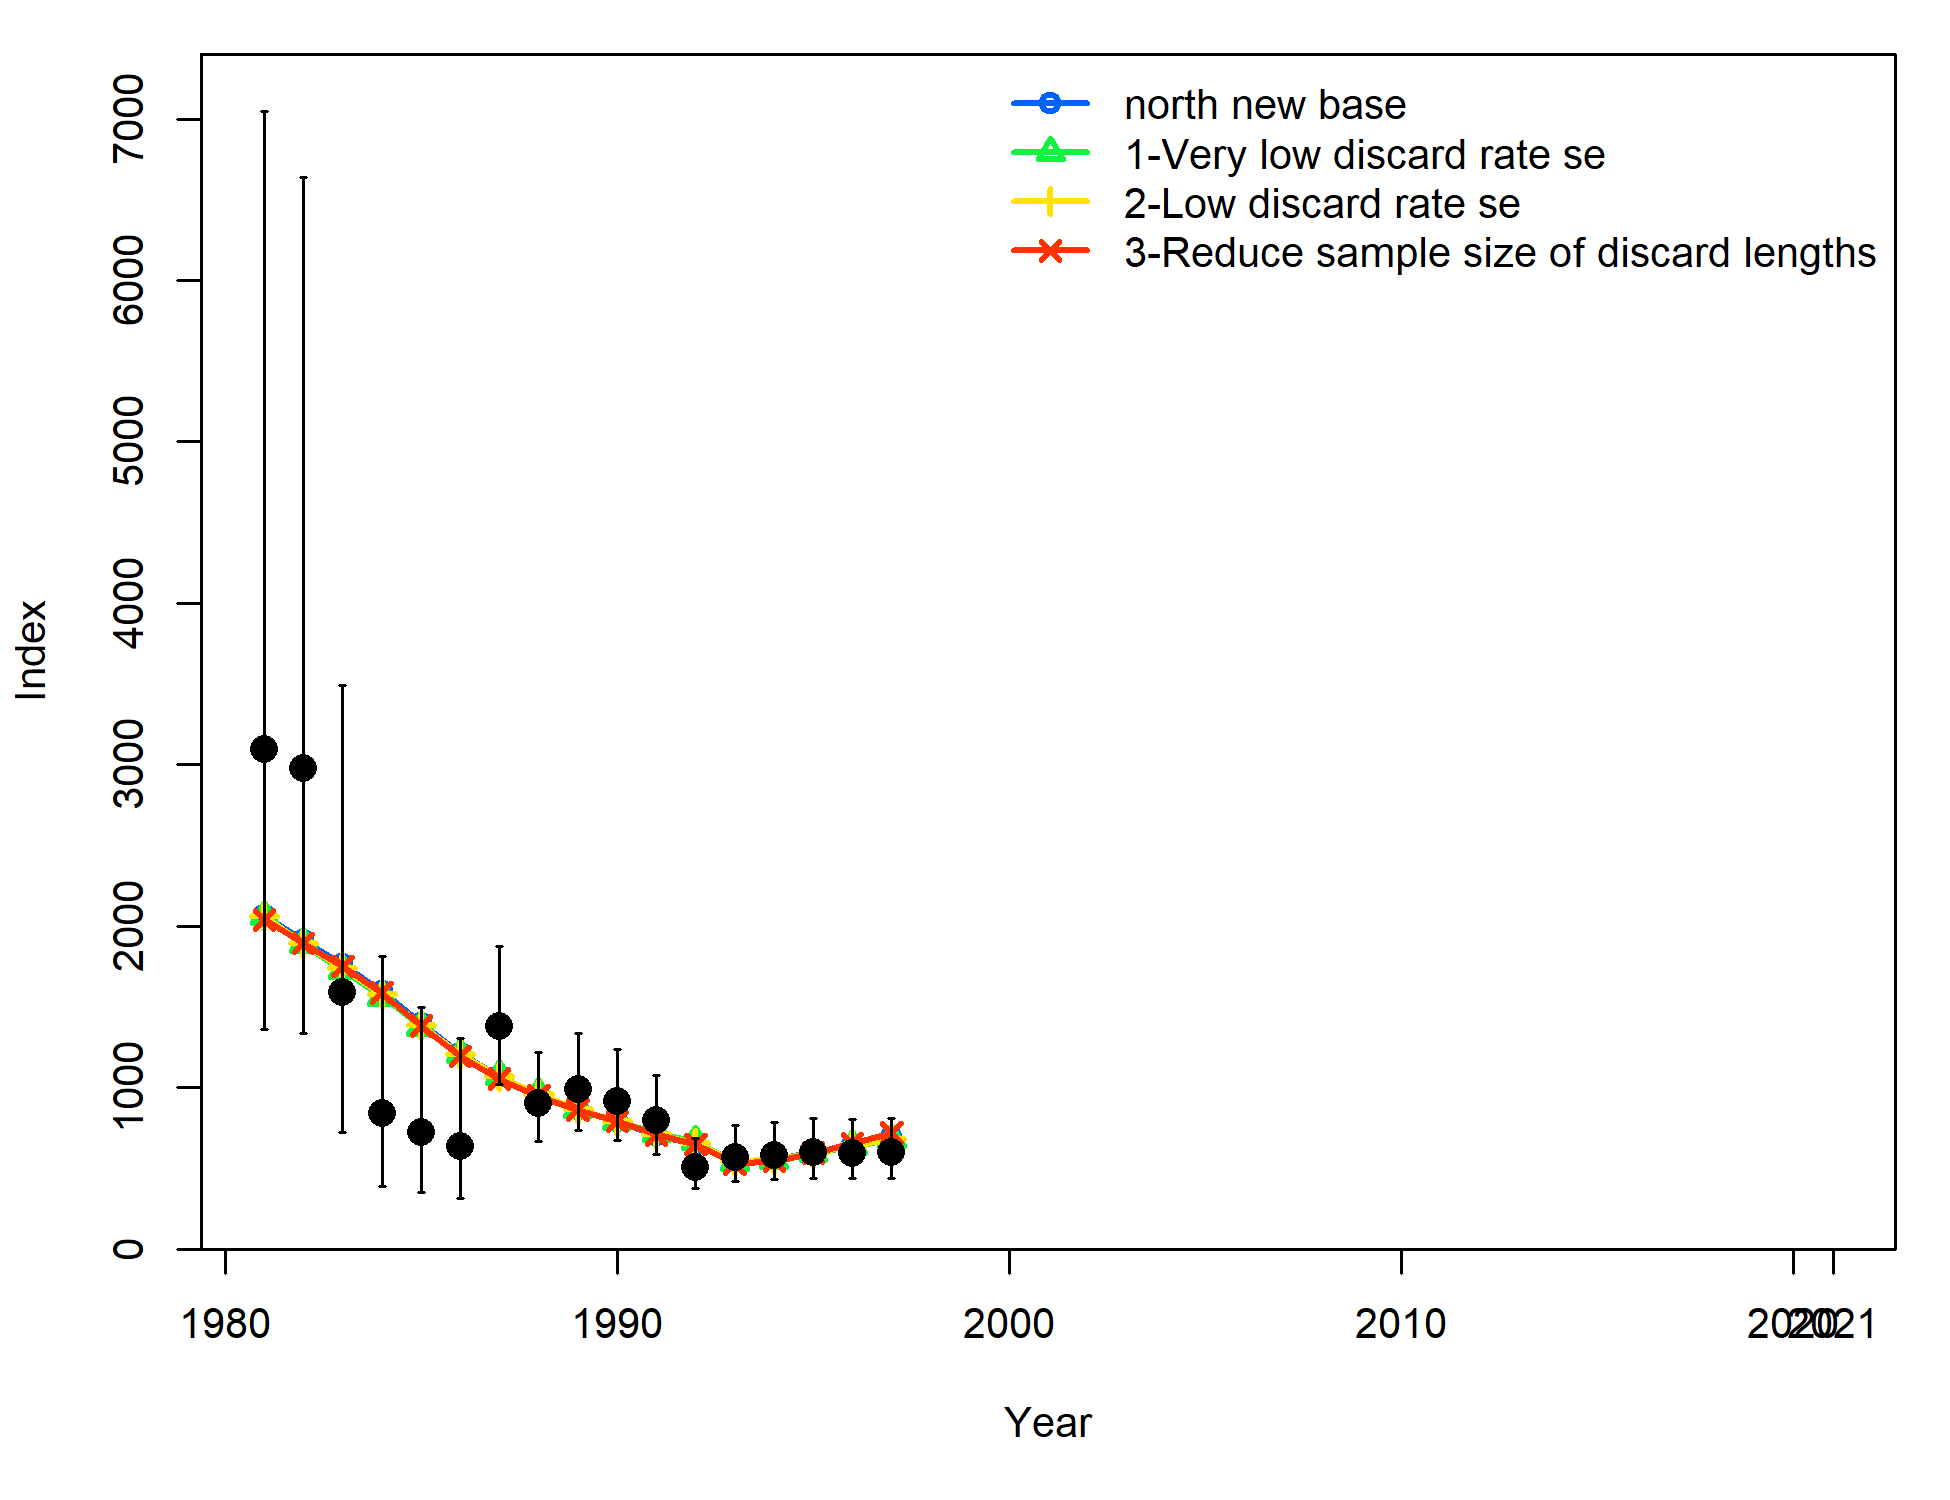 north new base
1-Very low discard rate se
2-Low discard rate se
3-Reduce sample size of discard lengths
7000
6000
5000
4000
3000
2000
1000
0
Index
1980 1990 2000 2010 2020 2021
Year